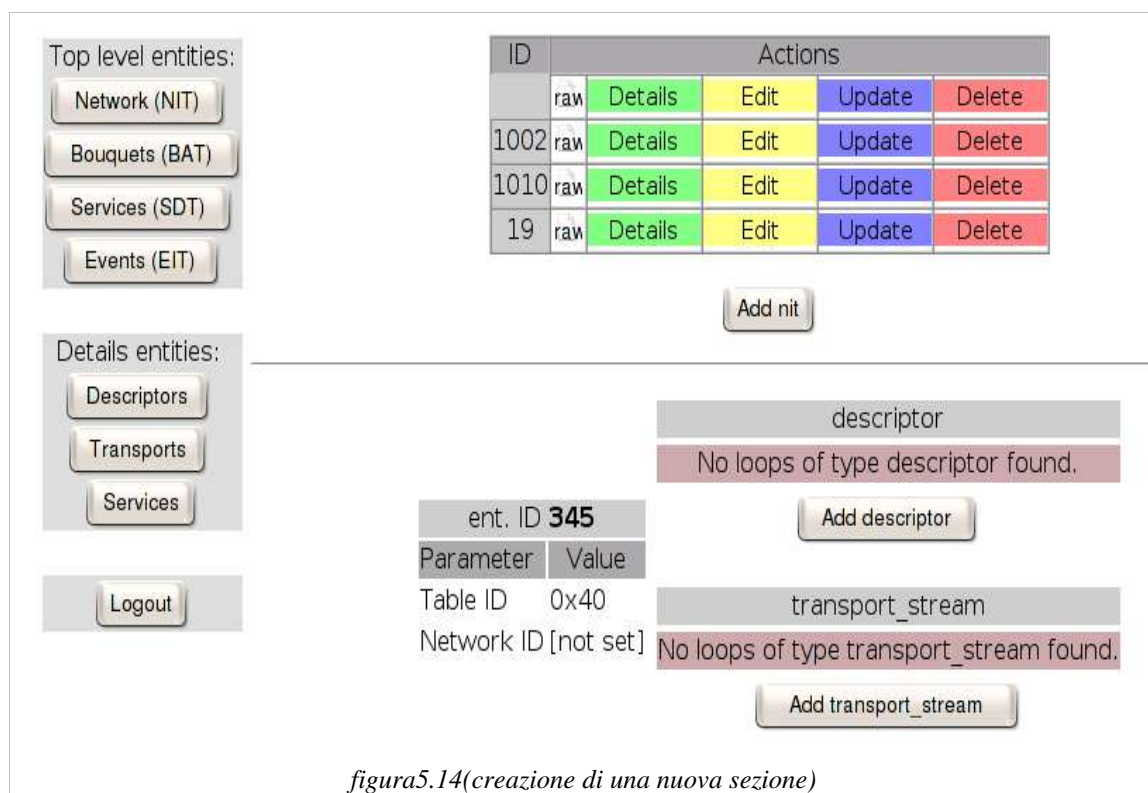 Top level entities:
Network (NIT)
Bouquets (BAT)
Services (SDT)
Events (EIT)
Details entities:
Descriptors
Transports
Services
Logout
ID Actions
raw Details Edit Update Delete
1002 raw Details Edit Update Delete
1010 raw Details Edit Update Delete
19 raw Details Edit Update Delete
Add nit
ent. ID 345
Parameter Value
Table ID 0x40
Network ID [not set]
descriptor
No loops of type descriptor found.
Add descriptor
transport_stream
No loops of type transport_stream found.
Add transport_stream
figura5.14(creazione di una nuova sezione)